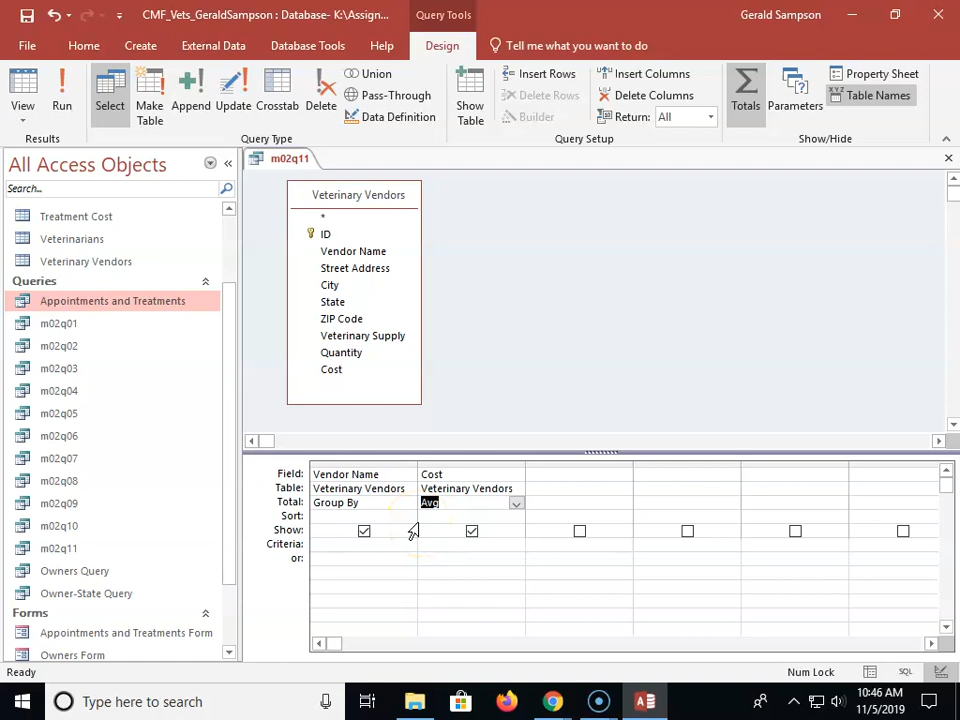 CMF_Vets_GeraldSampson : Database- K:\Assign...
Query Tools
Gerald Sampson
File
Home
Create
External Data
Database Tools
Help
Design
Tell me what you want to do
View
Run
Select
Make Table
Append
Update
Crosstab
Delete
Union
Pass-Through
Data Definition
Show Table
Insert Rows
Delete Rows
Builder
Insert Columns
Delete Columns
Return: All
Totals
Parameters
Property Sheet
XYZ Table Names
Results
Query Type
Query Setup
Show/Hide
All Access Objects
Search...
Treatment Cost
Veterinarians
Veterinary Vendors
Queries
Appointments and Treatments
m02q01
m02q02
m02q03
m02q04
m02q05
m02q06
m02q07
m02q08
m02q09
m02q10
m02q11
Owners Query
Owner-State Query
Forms
Appointments and Treatments Form
Owners Form
m02q11
Veterinary Vendors
*
ID
Vendor Name
Street Address
City
State
ZIP Code
Veterinary Supply
Quantity
Cost
Field: Vendor Name Cost
Table: Veterinary Vendors Veterinary Vendors
Total: Group By Avg
Sort:
Show:
Criteria:
or:
Ready
Num Lock
SQL
Type here to search
10:46 AM
11/5/2019